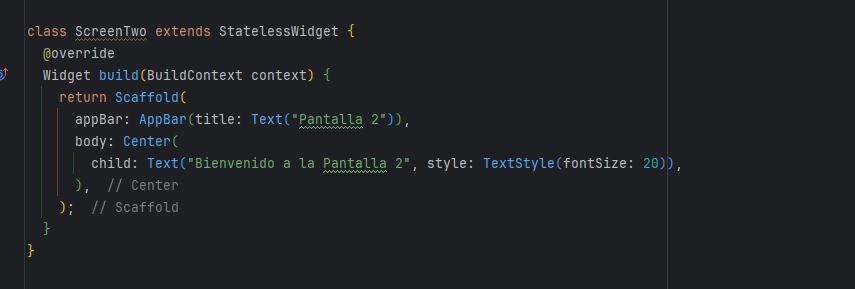 class ScreenTwo extends StatelessWidget {
@override
Widget build(BuildContext context) {
return Scaffold(
appBar: AppBar(title: Text("Pantalla 2")),
body: Center(
child: Text("Bienvenido a la Pantalla 2", style: TextStyle(fontSize: 20)),
), // Center
); // Scaffold
}
}